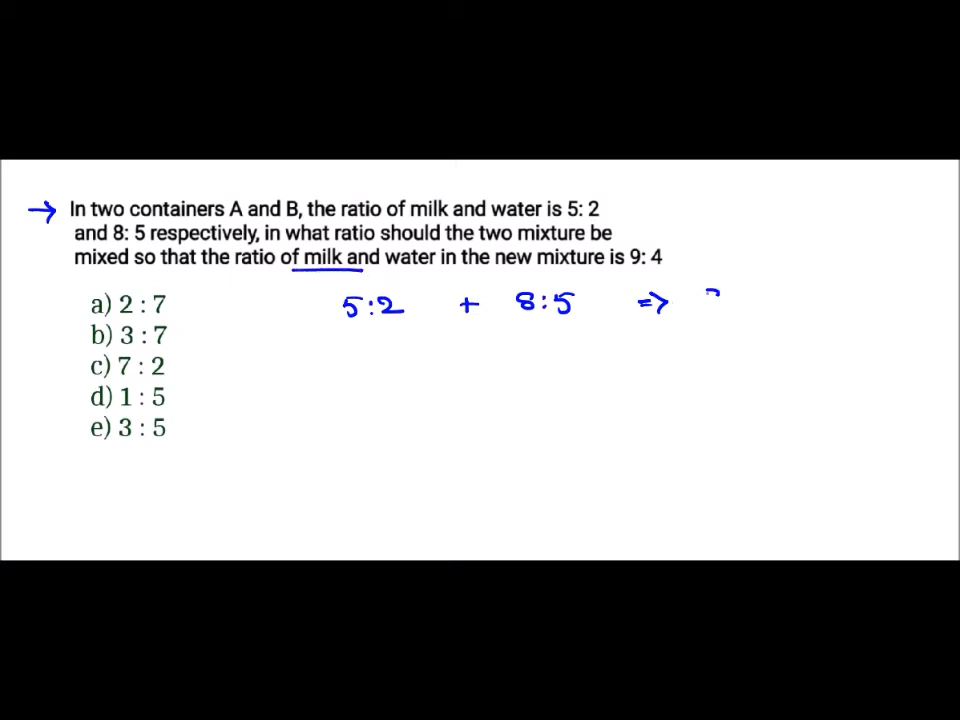 → In two containers A and B, the ratio of milk and water is 5: 2
and 8: 5 respectively, in what ratio should the two mixture be
mixed so that the ratio of milk and water in the new mixture is 9: 4
a) 2 : 7
5:2 + 8:5 =>
b) 3 : 7
c) 7 : 2
d) 1 : 5
e) 3 : 5